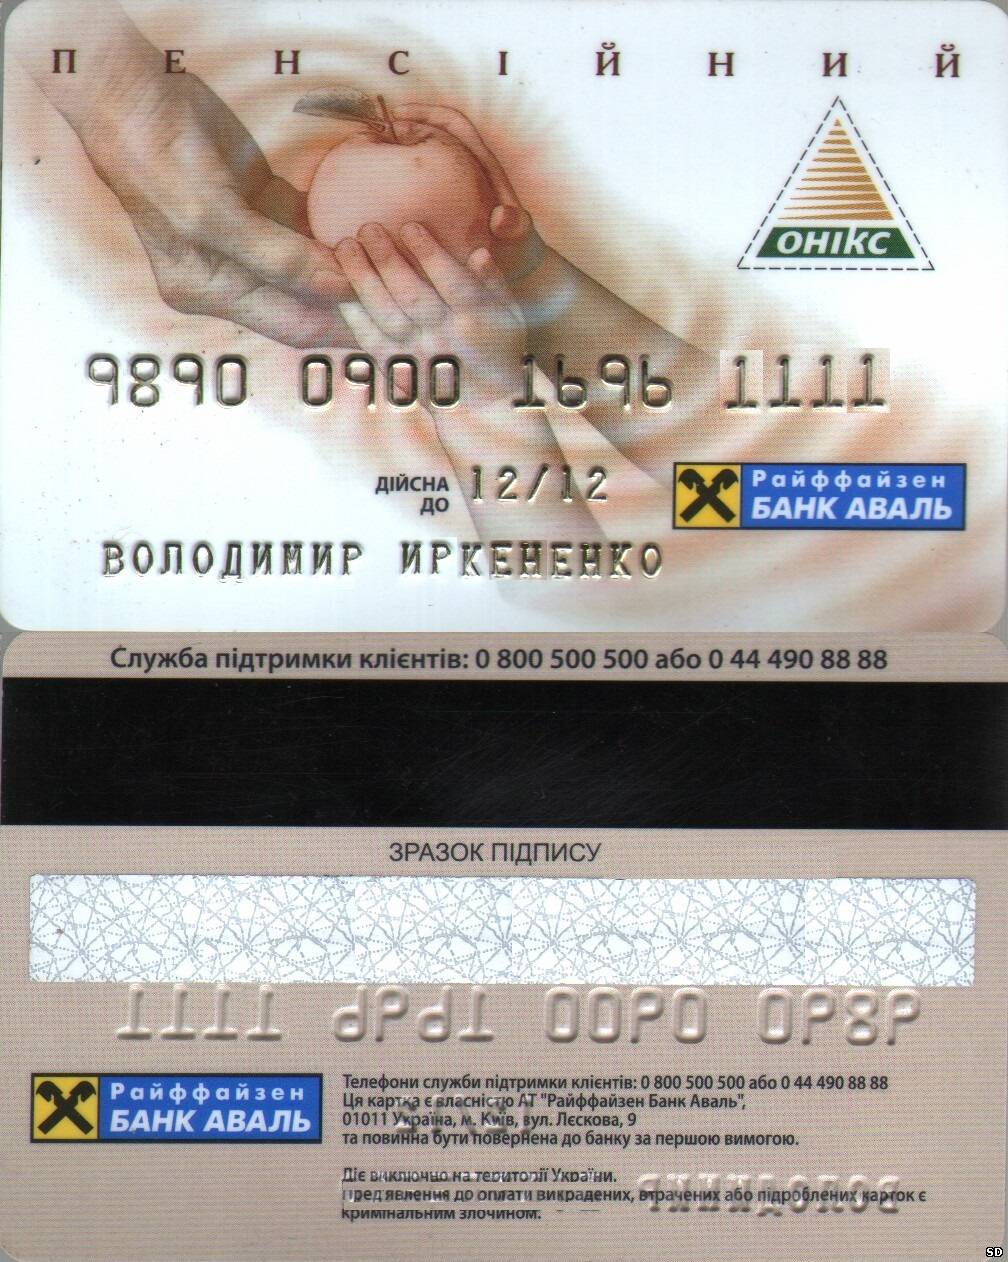 ПЕНСІЙНИЙ
ОНІКС
9890 0900 1696 1111
ДІЙСНА ДО 12/12
Райффайзен
БАНК АВАЛЬ
ВОЛОДИМИР ИРКЕНЕНКО
Служба підтримки клієнтів: 0 800 500 500 або 0 44 490 88 88
ЗРАЗОК ПІДПИСУ
Райффайзен
БАНК АВАЛЬ
Телефони служби підтримки клієнтів: 0 800 500 500 або 0 44 490 88 88
Ця картка є власністю АТ "Райффайзен Банк Аваль",
01011 Україна, м. Київ, вул. Лєскова, 9
та повинна бути повернена до банку за першою вимогою.
Діє виключно на території України.
Пред'явлення до оплати викрадених, втрачених або підроблених карток є
кримінальним злочином.
SD